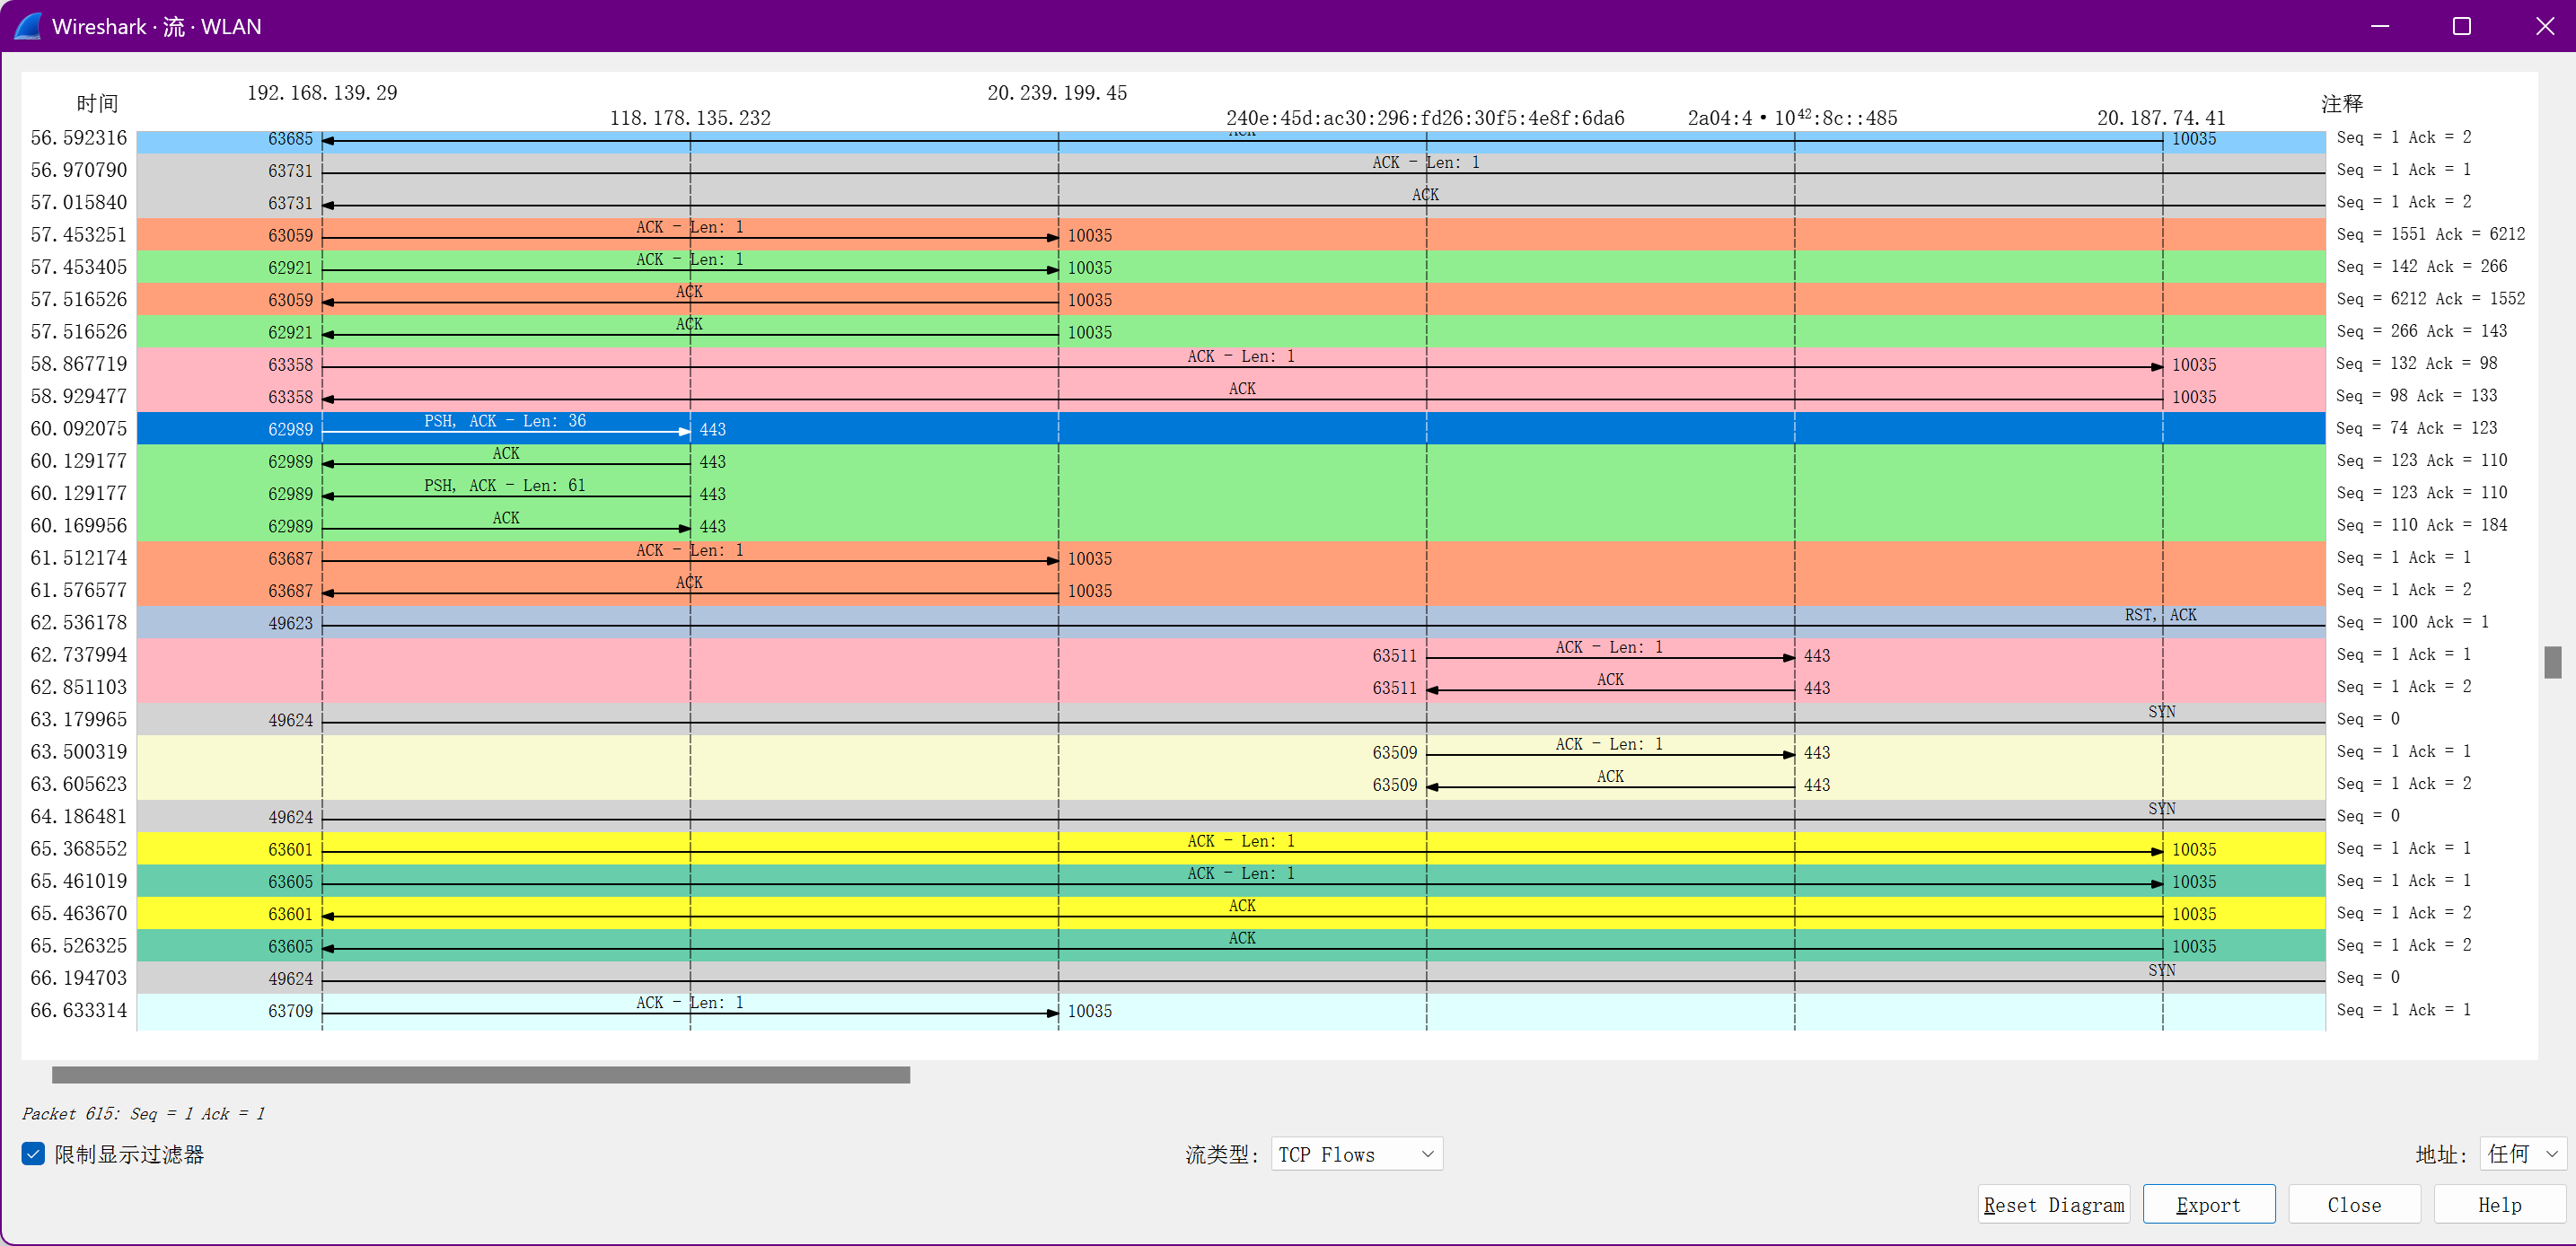 Wireshark · 流 · WLAN
时间 192.168.139.29 118.178.135.232 20.239.199.45 240e:45d:ac30:296:fd26:30f5:4e8f:6da6 2a04:4·10⁴²:8c::485 20.187.74.41 注释
56.592316 63685 ACK 10035 Seq = 1 Ack = 2
56.970790 63731 ACK - Len: 1 Seq = 1 Ack = 1
57.015840 63731 ACK Seq = 1 Ack = 2
57.453251 63059 ACK - Len: 1 10035 Seq = 1551 Ack = 6212
57.453405 62921 ACK - Len: 1 10035 Seq = 142 Ack = 266
57.516526 63059 ACK 10035 Seq = 6212 Ack = 1552
57.516526 62921 ACK 10035 Seq = 266 Ack = 143
58.867719 63358 ACK - Len: 1 10035 Seq = 132 Ack = 98
58.929477 63358 ACK 10035 Seq = 98 Ack = 133
60.092075 62989 PSH, ACK - Len: 36 443 Seq = 74 Ack = 123
60.129177 62989 ACK 443 Seq = 123 Ack = 110
60.129177 62989 PSH, ACK - Len: 61 443 Seq = 123 Ack = 110
60.169956 62989 ACK 443 Seq = 110 Ack = 184
61.512174 63687 ACK - Len: 1 10035 Seq = 1 Ack = 1
61.576577 63687 ACK 10035 Seq = 1 Ack = 2
62.536178 49623 RST, ACK Seq = 100 Ack = 1
62.737994 63511 ACK - Len: 1 443 Seq = 1 Ack = 1
62.851103 63511 ACK 443 Seq = 1 Ack = 2
63.179965 49624 SYN Seq = 0
63.500319 63509 ACK - Len: 1 443 Seq = 1 Ack = 1
63.605623 63509 ACK 443 Seq = 1 Ack = 2
64.186481 49624 SYN Seq = 0
65.368552 63601 ACK - Len: 1 10035 Seq = 1 Ack = 1
65.461019 63605 ACK - Len: 1 10035 Seq = 1 Ack = 1
65.463670 63601 ACK 10035 Seq = 1 Ack = 2
65.526325 63605 ACK 10035 Seq = 1 Ack = 2
66.194703 49624 SYN Seq = 0
66.633314 63709 ACK - Len: 1 10035 Seq = 1 Ack = 1
Packet 615: Seq = 1 Ack = 1
限制显示过滤器 流类型: TCP Flows 地址: 任何
Reset Diagram Export Close Help